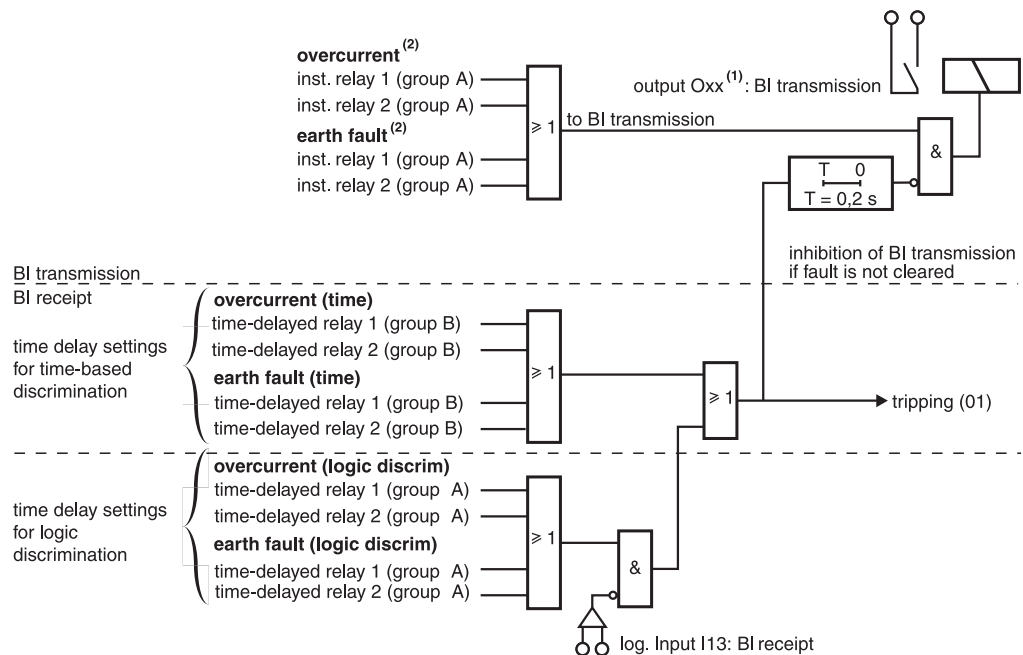 overcurrent (2)
inst. relay 1 (group A)
inst. relay 2 (group A)
earth fault (2)
inst. relay 1 (group A)
inst. relay 2 (group A)
⩾ 1
output Oxx (1): BI transmission
to BI transmission
&
T 0
T = 0,2 s
inhibition of BI transmission
if fault is not cleared
BI transmission
BI receipt
time delay settings
for time-based
discrimination
overcurrent (time)
time-delayed relay 1 (group B)
time-delayed relay 2 (group B)
earth fault (time)
time-delayed relay 1 (group B)
time-delayed relay 2 (group B)
⩾ 1
⩾ 1
tripping (01)
time delay settings
for logic
discrimination
overcurrent (logic discrim)
time-delayed relay 1 (group A)
time-delayed relay 2 (group A)
earth fault (logic discrim)
time-delayed relay 1 (group A)
time-delayed relay 2 (group A)
⩾ 1
&
log. Input I13: BI receipt